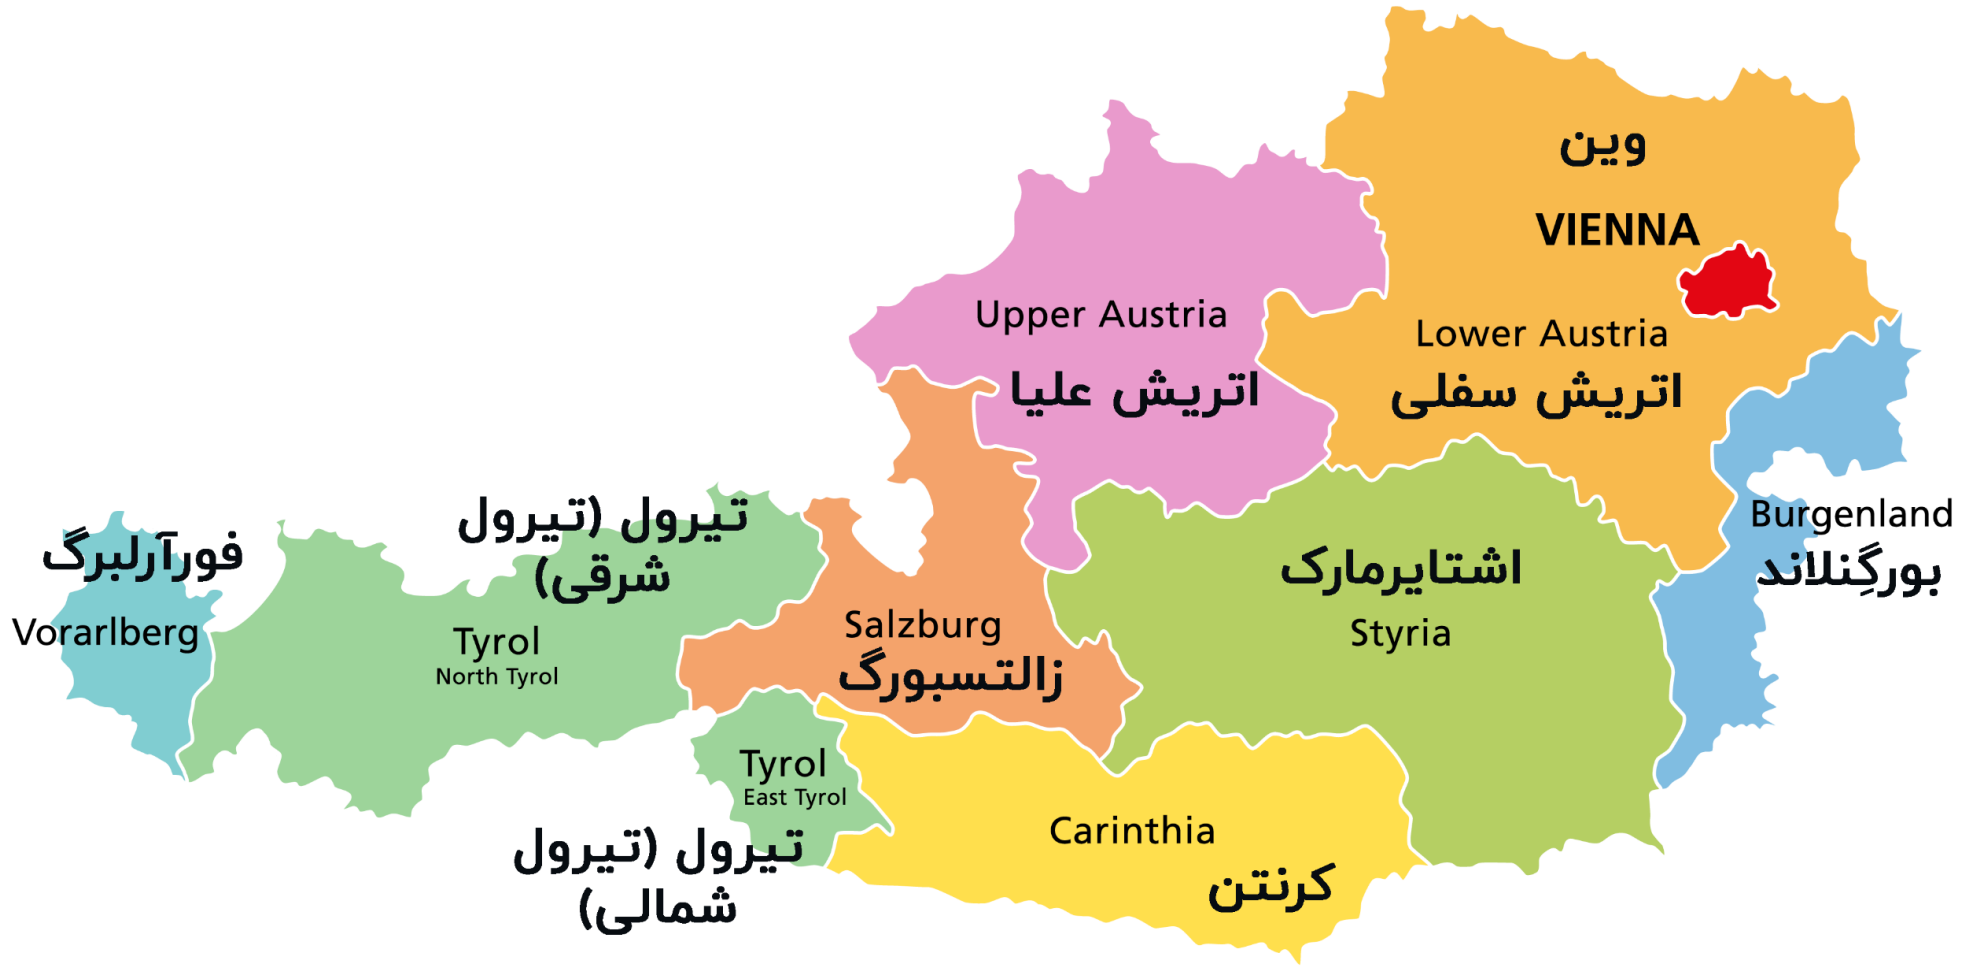 وین
VIENNA
Upper Austria
اتریش علیا
Lower Austria
اتریش سفلی
Burgenland
بورگِنلاند
تیرول (تیرول
شرقی)
فورآرلبرگ
Vorarlberg
Tyrol
North Tyrol
Salzburg
زالتسبورگ
اشتایرمارک
Styria
Tyrol
East Tyrol
تیرول (تیرول
شمالی)
Carinthia
کرنتن